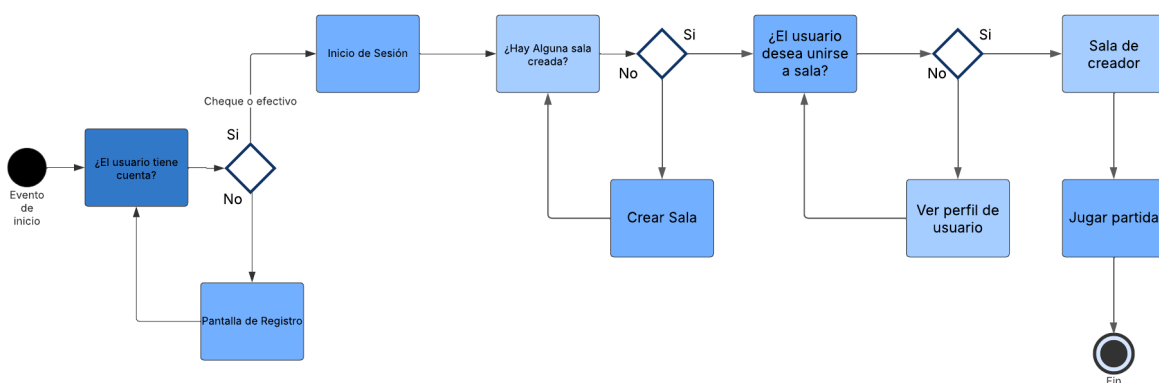 Evento
de
inicio
¿El usuario tiene
cuenta?
Si
No
Cheque o efectivo
Pantalla de Registro
Inicio de Sesión
¿Hay Alguna sala
creada?
Si
No
Crear Sala
¿El usuario
desea unirse
a sala?
Si
No
Ver perfil de
usuario
Sala de
creador
Jugar partida
Fin